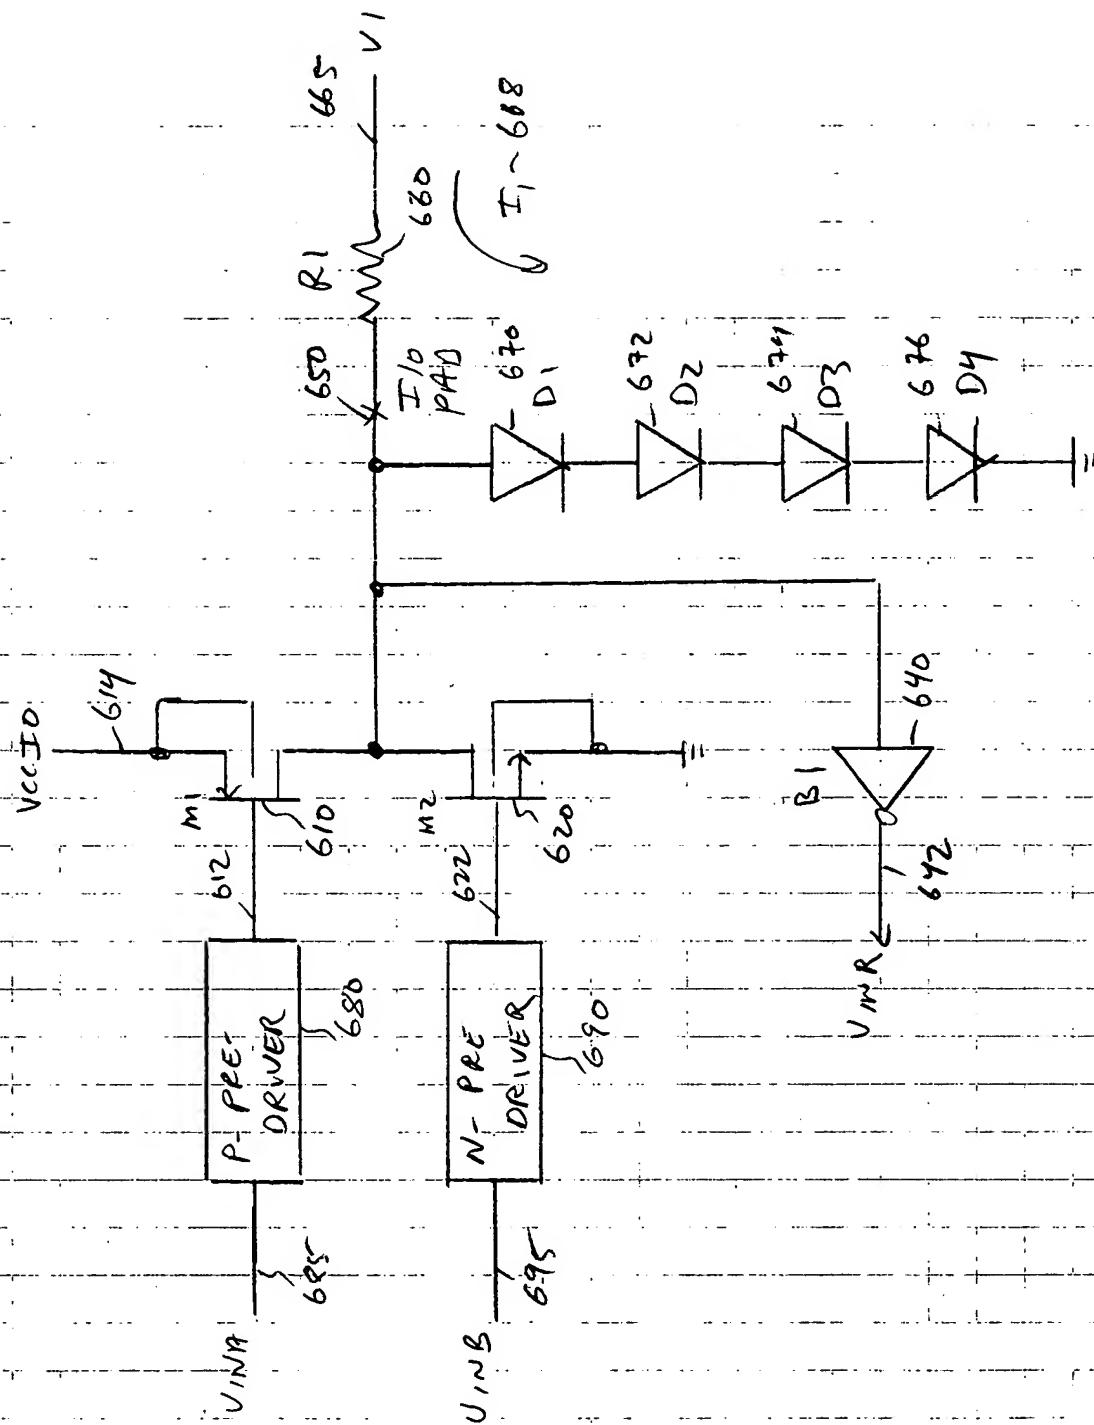 VCCIO
614
M1
610
612
P- PRE-
DRIVER
680
685
VINA
M2
620
622
N- PRE
DRIVER
690
695
VINB
B1
640
642
VINR
650
I/O
PAD
R1
660
665
V1
I1 ~ 668
670
D1
672
D2
674
D3
676
D4